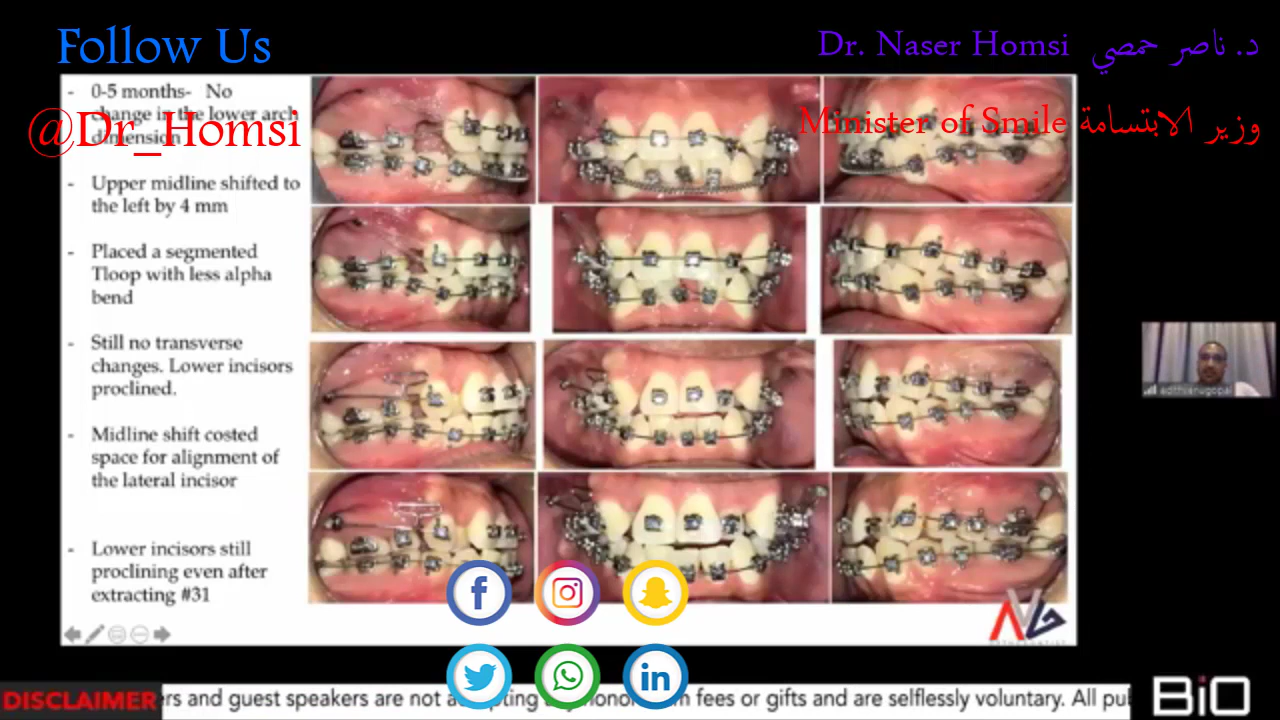 Follow Us
Dr. Naser Homsi د. ناصر حمصي
@Dr_Homsi
Minister of Smile وزير الابتسامة
- 0-5 months- No
change in the lower arch
dimension
- Upper midline shifted to
the left by 4 mm
- Placed a segmented
Tloop with less alpha
bend
- Still no transverse
changes. Lower incisors
proclined.
- Midline shift costed
space for alignment of
the lateral incisor
- Lower incisors still
proclining even after
extracting #31
adthianugopal
DISCLAIMER
rs and guest speakers are not fees or gifts and are selflessly voluntary. All pu
BiO